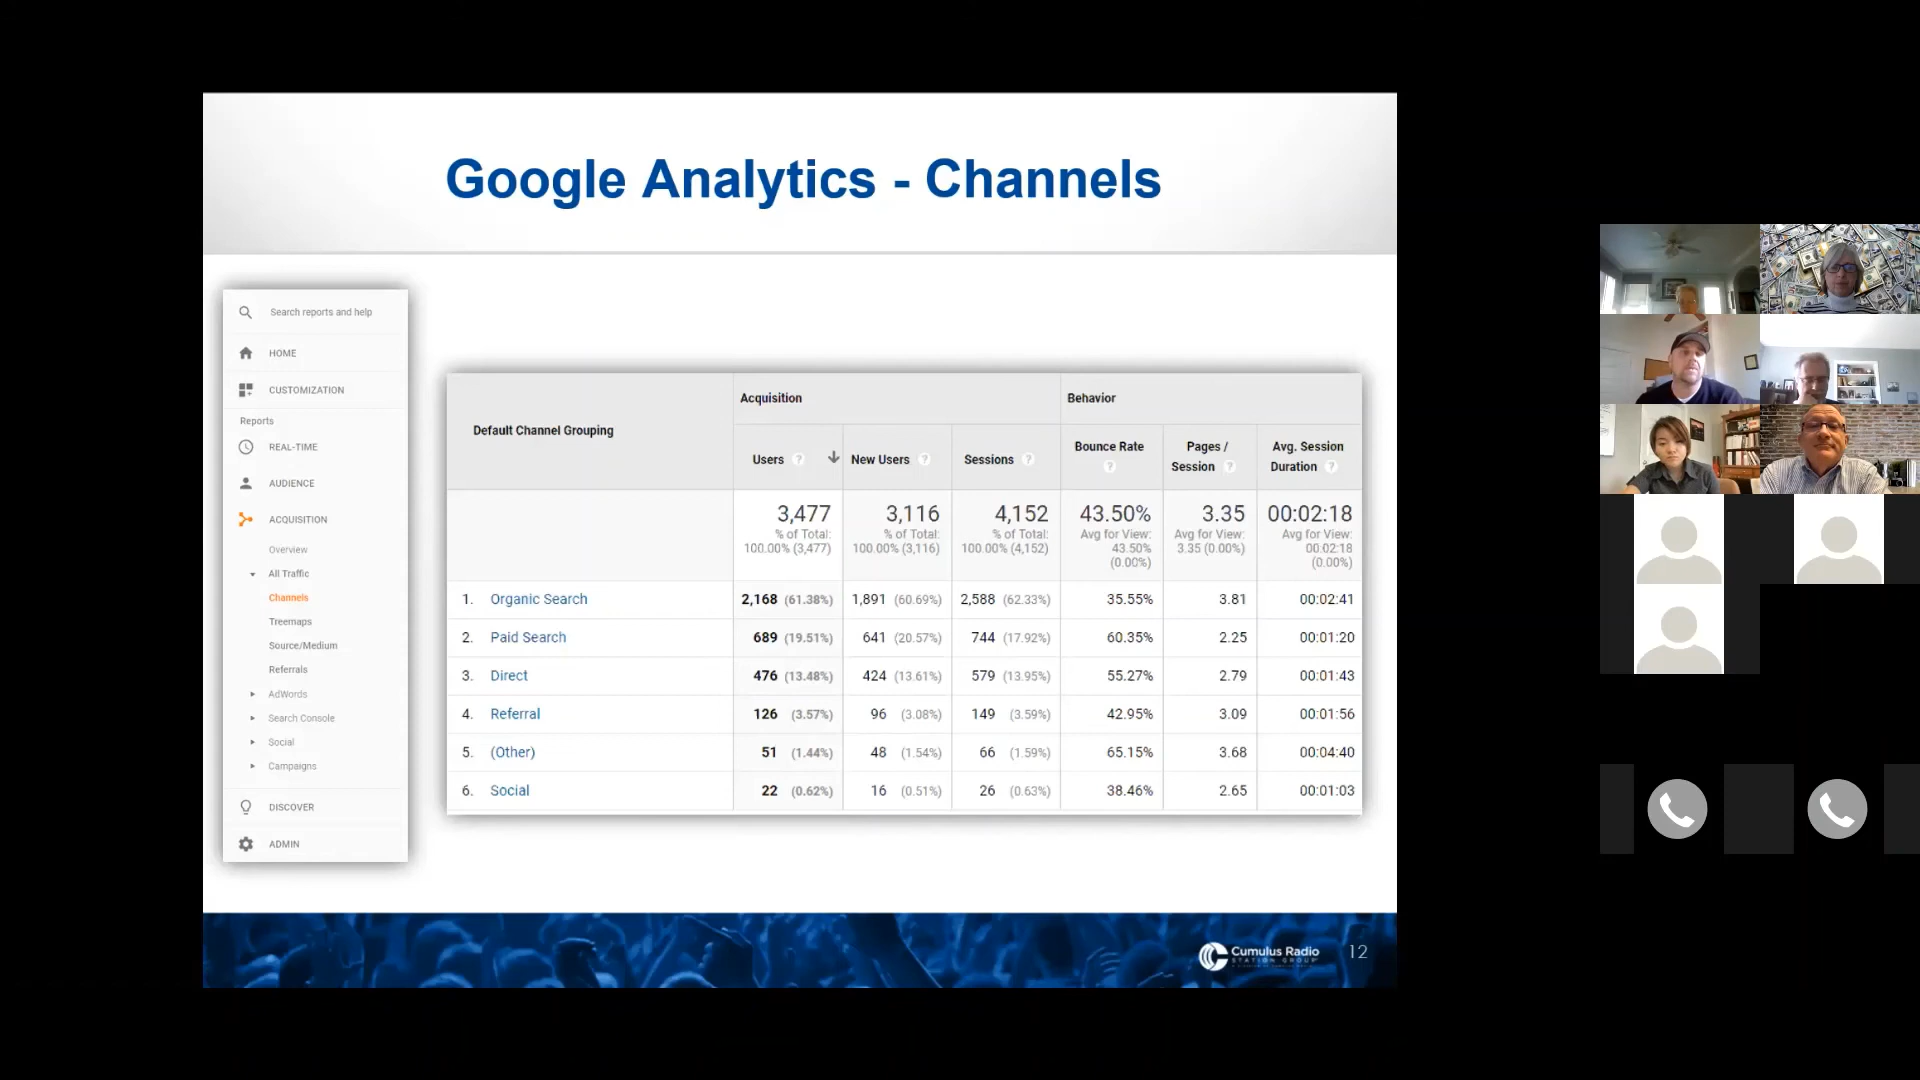 Google Analytics - Channels
Search reports and help
HOME
CUSTOMIZATION
Reports
REAL-TIME
AUDIENCE
ACQUISITION
Overview
All Traffic
Channels
Treemaps
Source/Medium
Referrals
AdWords
Search Console
Social
Campaigns
DISCOVER
ADMIN
Default Channel Grouping
Acquisition
Behavior
Users ? New Users ? Sessions ? Bounce Rate ? Pages / Session ? Avg. Session Duration ?
3,477 3,116 4,152 43.50% 3.35 00:02:18
% of Total: % of Total: % of Total: Avg for View: Avg for View: Avg for View:
100.00% (3,477) 100.00% (3,116) 100.00% (4,152) 43.50% 3.35 (0.00%) 00:02:18
(0.00%) (0.00%)
1. Organic Search 2,168 (61.38%) 1,891 (60.69%) 2,588 (62.33%) 35.55% 3.81 00:02:41
2. Paid Search 689 (19.51%) 641 (20.57%) 744 (17.92%) 60.35% 2.25 00:01:20
3. Direct 476 (13.48%) 424 (13.61%) 579 (13.95%) 55.27% 2.79 00:01:43
4. Referral 126 (3.57%) 96 (3.08%) 149 (3.59%) 42.95% 3.09 00:01:56
5. (Other) 51 (1.44%) 48 (1.54%) 66 (1.59%) 65.15% 3.68 00:04:40
6. Social 22 (0.62%) 16 (0.51%) 26 (0.63%) 38.46% 2.65 00:01:03
Cumulus Radio
STATION GROUP
12